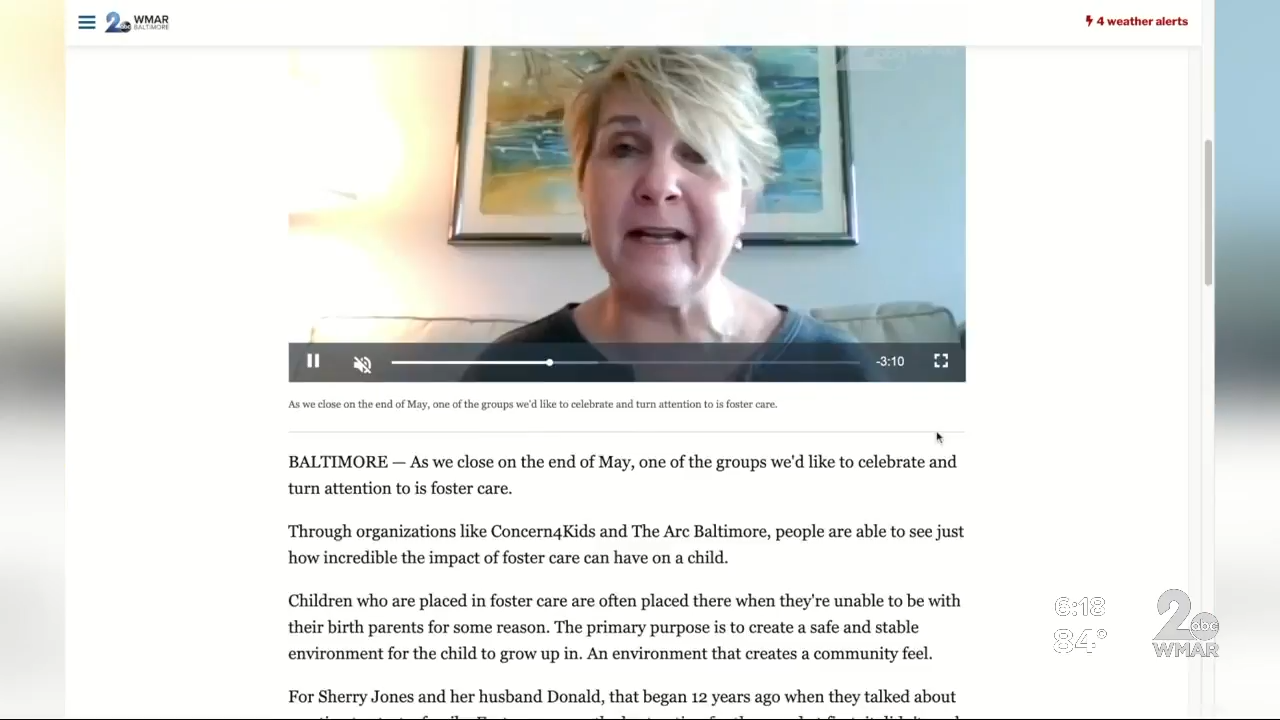 2 abc WMAR BALTIMORE
4 weather alerts
-3:10
As we close on the end of May, one of the groups we'd like to celebrate and turn attention to is foster care.
BALTIMORE — As we close on the end of May, one of the groups we'd like to celebrate and
turn attention to is foster care.
Through organizations like Concern4Kids and The Arc Baltimore, people are able to see just
how incredible the impact of foster care can have on a child.
Children who are placed in foster care are often placed there when they're unable to be with
their birth parents for some reason. The primary purpose is to create a safe and stable
environment for the child to grow up in. An environment that creates a community feel.
For Sherry Jones and her husband Donald, that began 12 years ago when they talked about
6:18
84°
2 abc
WMAR